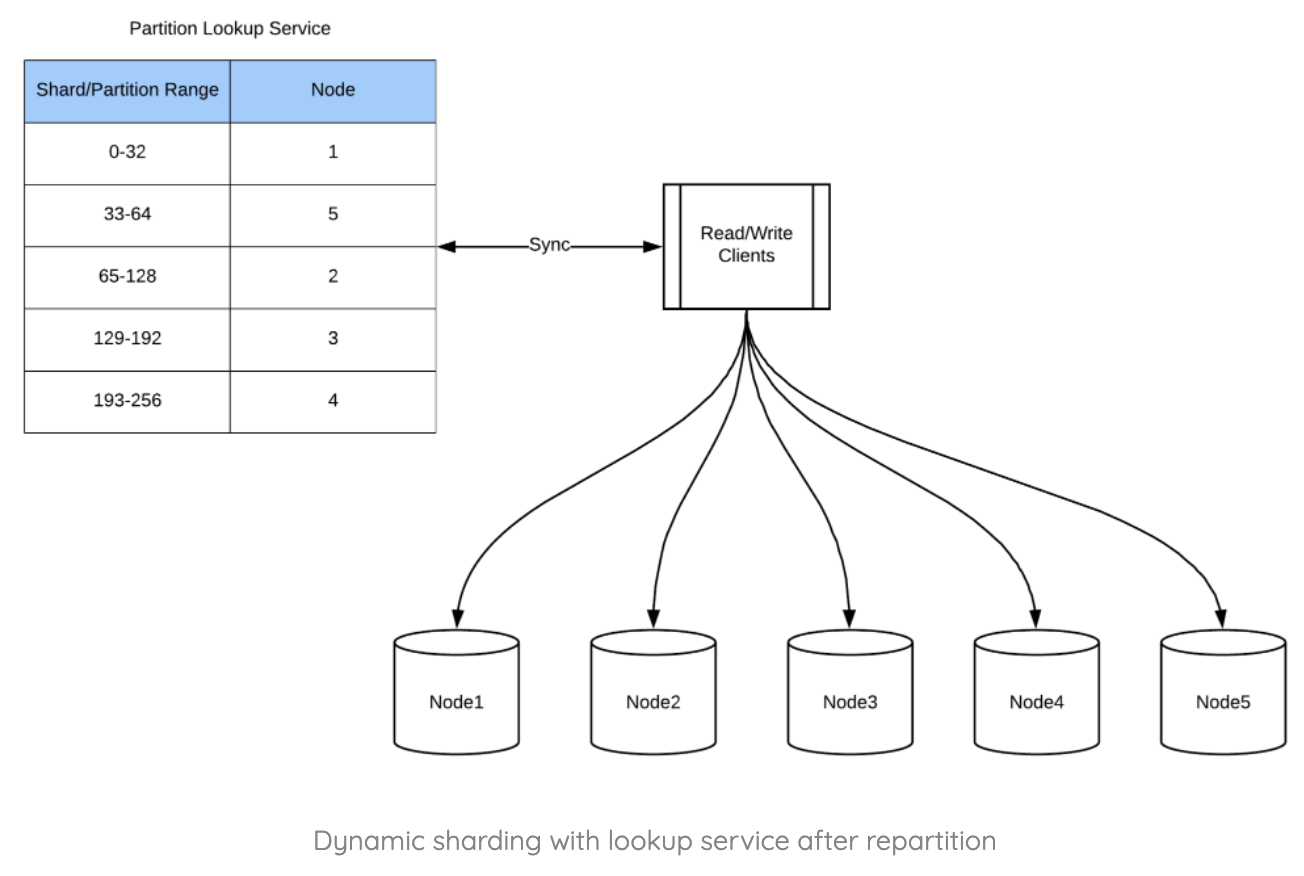 Partition Lookup Service
Shard/Partition Range Node
0-32 1
33-64 5
65-128 2
129-192 3
193-256 4
Sync
Read/Write
Clients
Node1 Node2 Node3 Node4 Node5
Dynamic sharding with lookup service after repartition